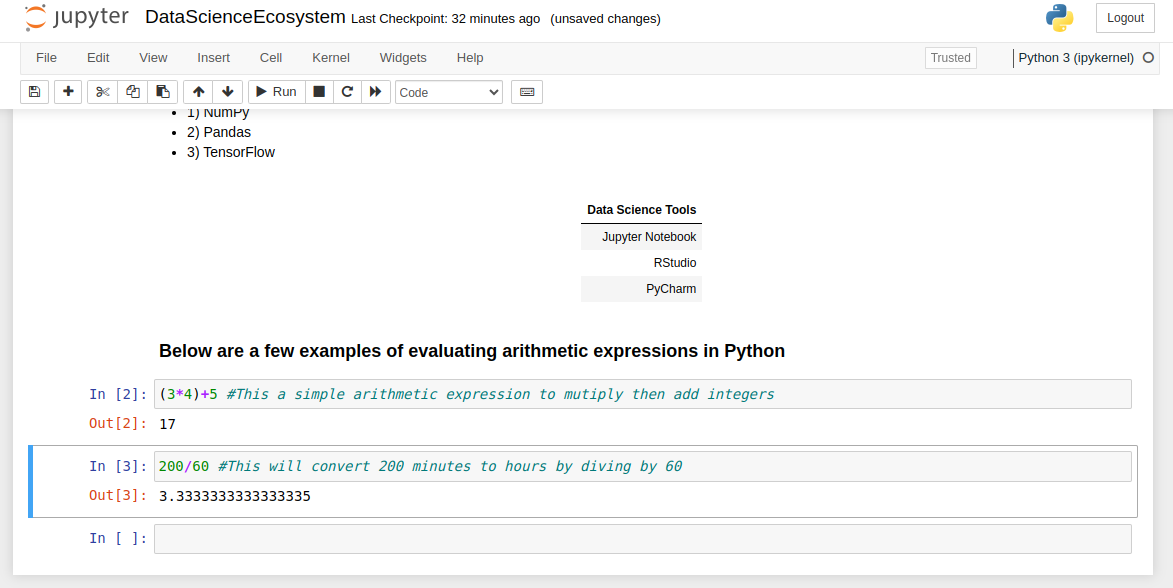 jupyter DataScienceEcosystem Last Checkpoint: 32 minutes ago (unsaved changes) Logout
File Edit View Insert Cell Kernel Widgets Help Trusted Python 3 (ipykernel)
Run Code
1) NumPy
2) Pandas
3) TensorFlow
Data Science Tools
Jupyter Notebook
RStudio
PyCharm
Below are a few examples of evaluating arithmetic expressions in Python
In [2]: (3*4)+5 #This a simple arithmetic expression to mutiply then add integers
Out[2]: 17
In [3]: 200/60 #This will convert 200 minutes to hours by diving by 60
Out[3]: 3.3333333333333335
In [ ]: